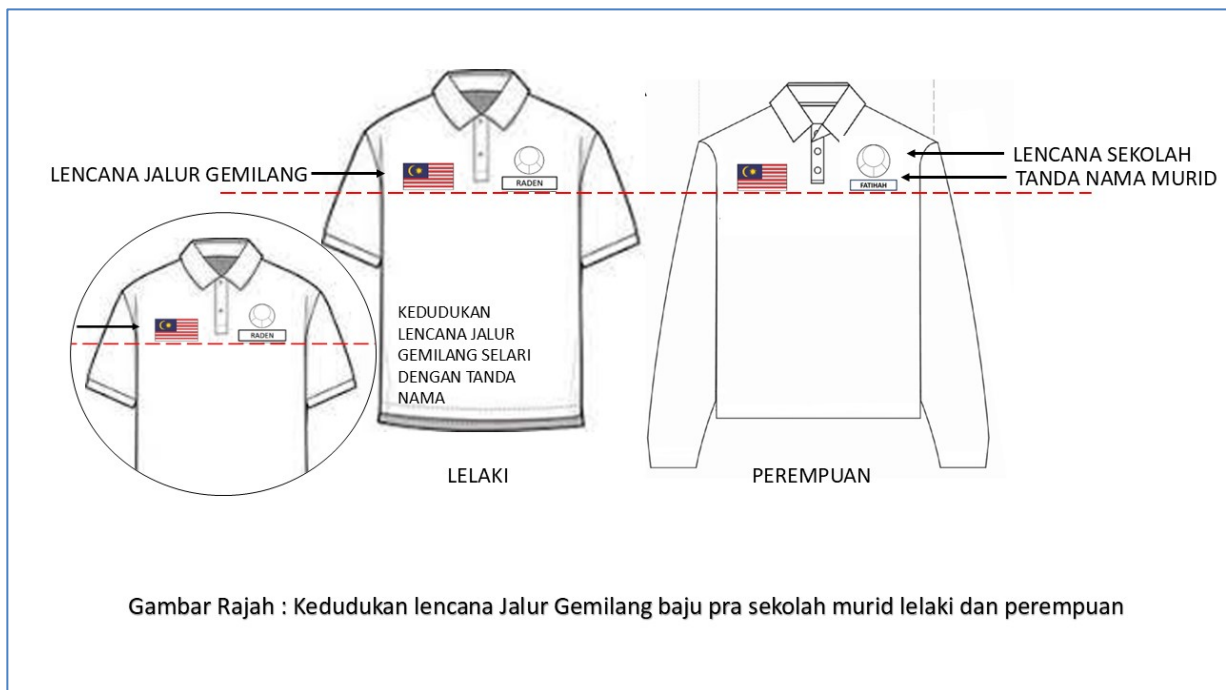 LENCANA JALUR GEMILANG
RADEN
FATIHAH
LENCANA SEKOLAH
TANDA NAMA MURID
RADEN
KEDUDUKAN
LENCANA JALUR
GEMILANG SELARI
DENGAN TANDA
NAMA
LELAKI
PEREMPUAN
Gambar Rajah : Kedudukan lencana Jalur Gemilang baju pra sekolah murid lelaki dan perempuan